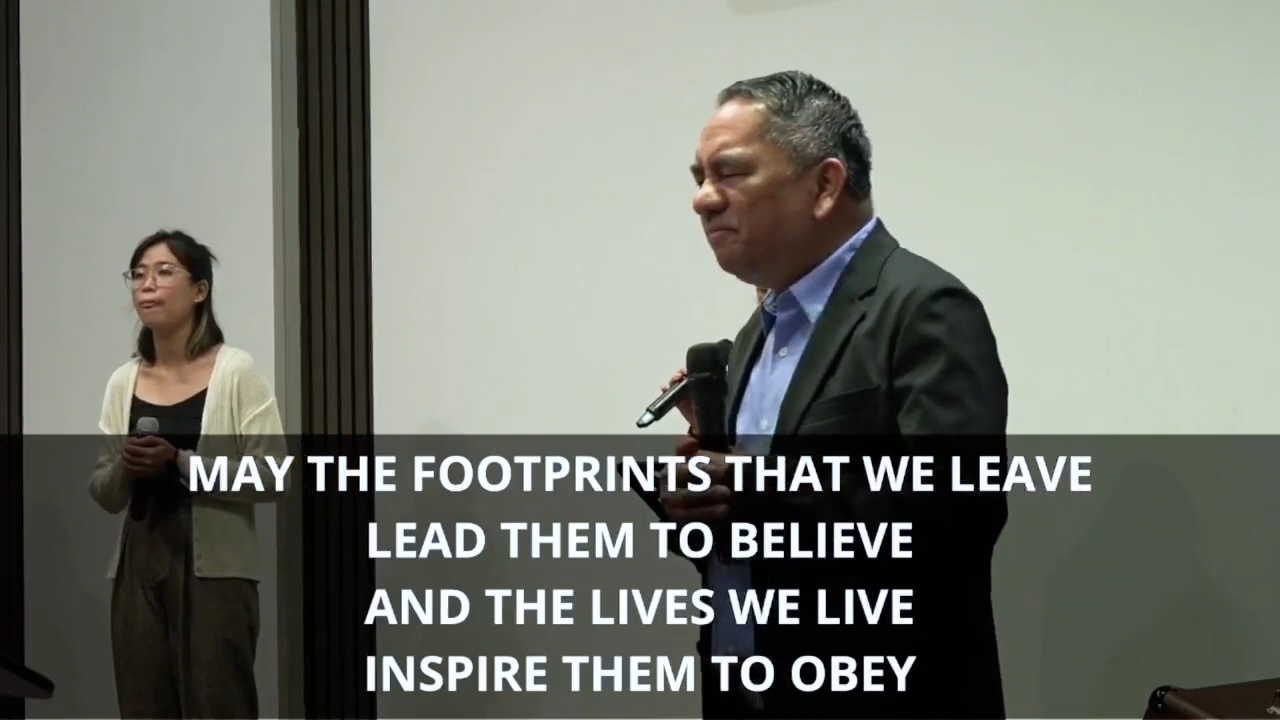 MAY THE FOOTPRINTS THAT WE LEAVE
LEAD THEM TO BELIEVE
AND THE LIVES WE LIVE
INSPIRE THEM TO OBEY